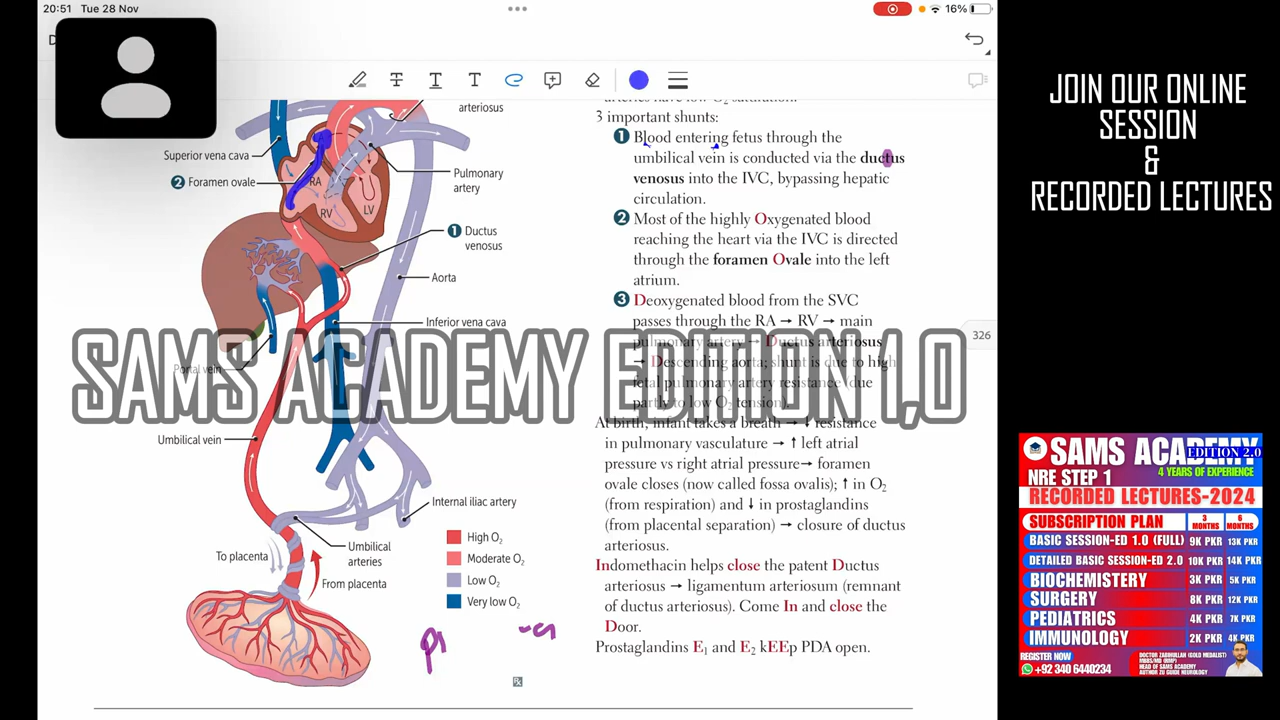 20:51 Tue 28 Nov
16%
arteriosus
Superior vena cava
2 Foramen ovale
RA
RV
LV
Pulmonary
artery
1 Ductus
venosus
Aorta
Inferior vena cava
Portal vein
Umbilical vein
Internal iliac artery
To placenta
Umbilical
arteries
From placenta
High O₂
Moderate O₂
Low O₂
Very low O₂
arteries have low O₂ saturation.
3 important shunts:
1 Blood entering fetus through the
umbilical vein is conducted via the ductus
venosus into the IVC, bypassing hepatic
circulation.
2 Most of the highly Oxygenated blood
reaching the heart via the IVC is directed
through the foramen Ovale into the left
atrium.
3 Deoxygenated blood from the SVC
passes through the RA → RV → main
pulmonary artery → Ductus arteriosus
→ Descending aorta; shunt is due to high
fetal pulmonary artery resistance (due
partly to low O₂ tension).
At birth, infant takes a breath → ↓ resistance
in pulmonary vasculature → ↑ left atrial
pressure vs right atrial pressure → foramen
ovale closes (now called fossa ovalis); ↑ in O₂
(from respiration) and ↓ in prostaglandins
(from placental separation) → closure of ductus
arteriosus.
Indomethacin helps close the patent Ductus
arteriosus → ligamentum arteriosum (remnant
of ductus arteriosus). Come In and close the
Door.
Prostaglandins E₁ and E₂ kEEp PDA open.
326
SAMS ACADEMY EDITION 1,0
JOIN OUR ONLINE
SESSION
&
RECORDED LECTURES
SAMS ACADEMY
EDITION 2.0
NRE STEP 1
4 YEARS OF EXPERIENCE
RECORDED LECTURES-2024
SUBSCRIPTION PLAN 3 MONTHS 6 MONTHS
BASIC SESSION-ED 1.0 (FULL) 9K PKR 13K PKR
DETAILED BASIC SESSION-ED 2.0 10K PKR 14K PKR
BIOCHEMISTRY 3K PKR 5K PKR
SURGERY 8K PKR 12K PKR
PEDIATRICS 4K PKR 7K PKR
IMMUNOLOGY 2K PKR 4K PKR
REGISTER NOW
+92 340 6440234
DOCTOR ZABIHULLAH (GOLD MEDALIST)
HEAD OF SAMS ACADEMY
AUTHOR ZU GUIDE NEUROLOGY